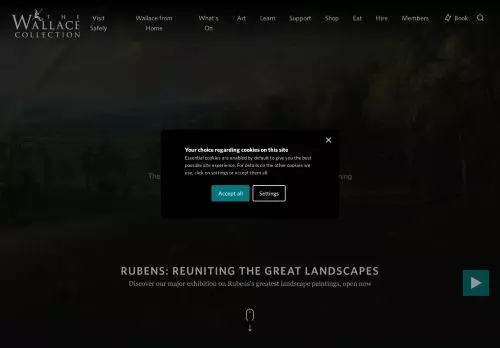 THE
WALLACE
COLLECTION
Visit Safely
Wallace from Home
What's On
Art
Learn
Support
Shop
Eat
Hire
Members
Book
Your choice regarding cookies on this site
Essential cookies are enabled by default to give you the best
possible site experience. For details on the other cookies we
use, click on settings or accept them all.
Accept all
Settings
The
RUBENS: REUNITING THE GREAT LANDSCAPES
Discover our major exhibition on Rubens's greatest landscape paintings, open now